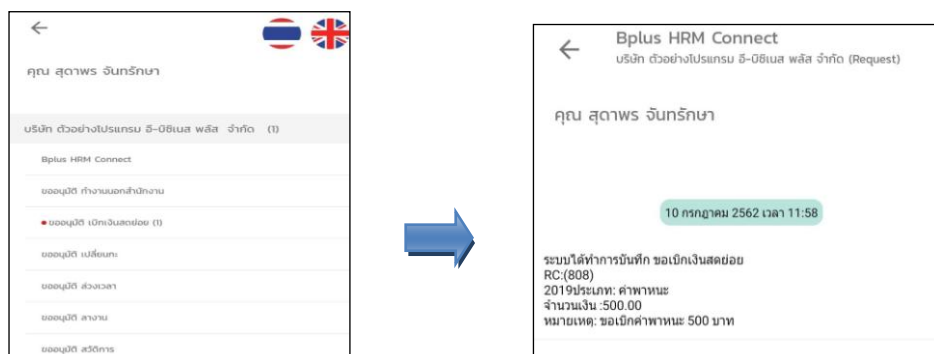 คุณ สุดาพร จันทรักษา
บริษัท ตัวอย่างโปรแกรม อี-บิซิเนส พลัส จำกัด (1)
Bplus HRM Connect
ขออนุมัติ ทำงานนอกสำนักงาน
ขออนุมัติ เบิกเงินสดย่อย (1)
ขออนุมัติ เปลี่ยนกะ
ขออนุมัติ ล่วงเวลา
ขออนุมัติ ลางาน
ขออนุมัติ สวัสดิการ
Bplus HRM Connect
บริษัท ตัวอย่างโปรแกรม อี-บิซิเนส พลัส จำกัด (Request)
คุณ สุดาพร จันทรักษา
10 กรกฎาคม 2562 เวลา 11:58
ระบบได้ทำการบันทึก ขอเบิกเงินสดย่อย
RC:(808)
2019ประเภท: ค่าพาหนะ
จำนวนเงิน :500.00
หมายเหตุ: ขอเบิกค่าพาหนะ 500 บาท